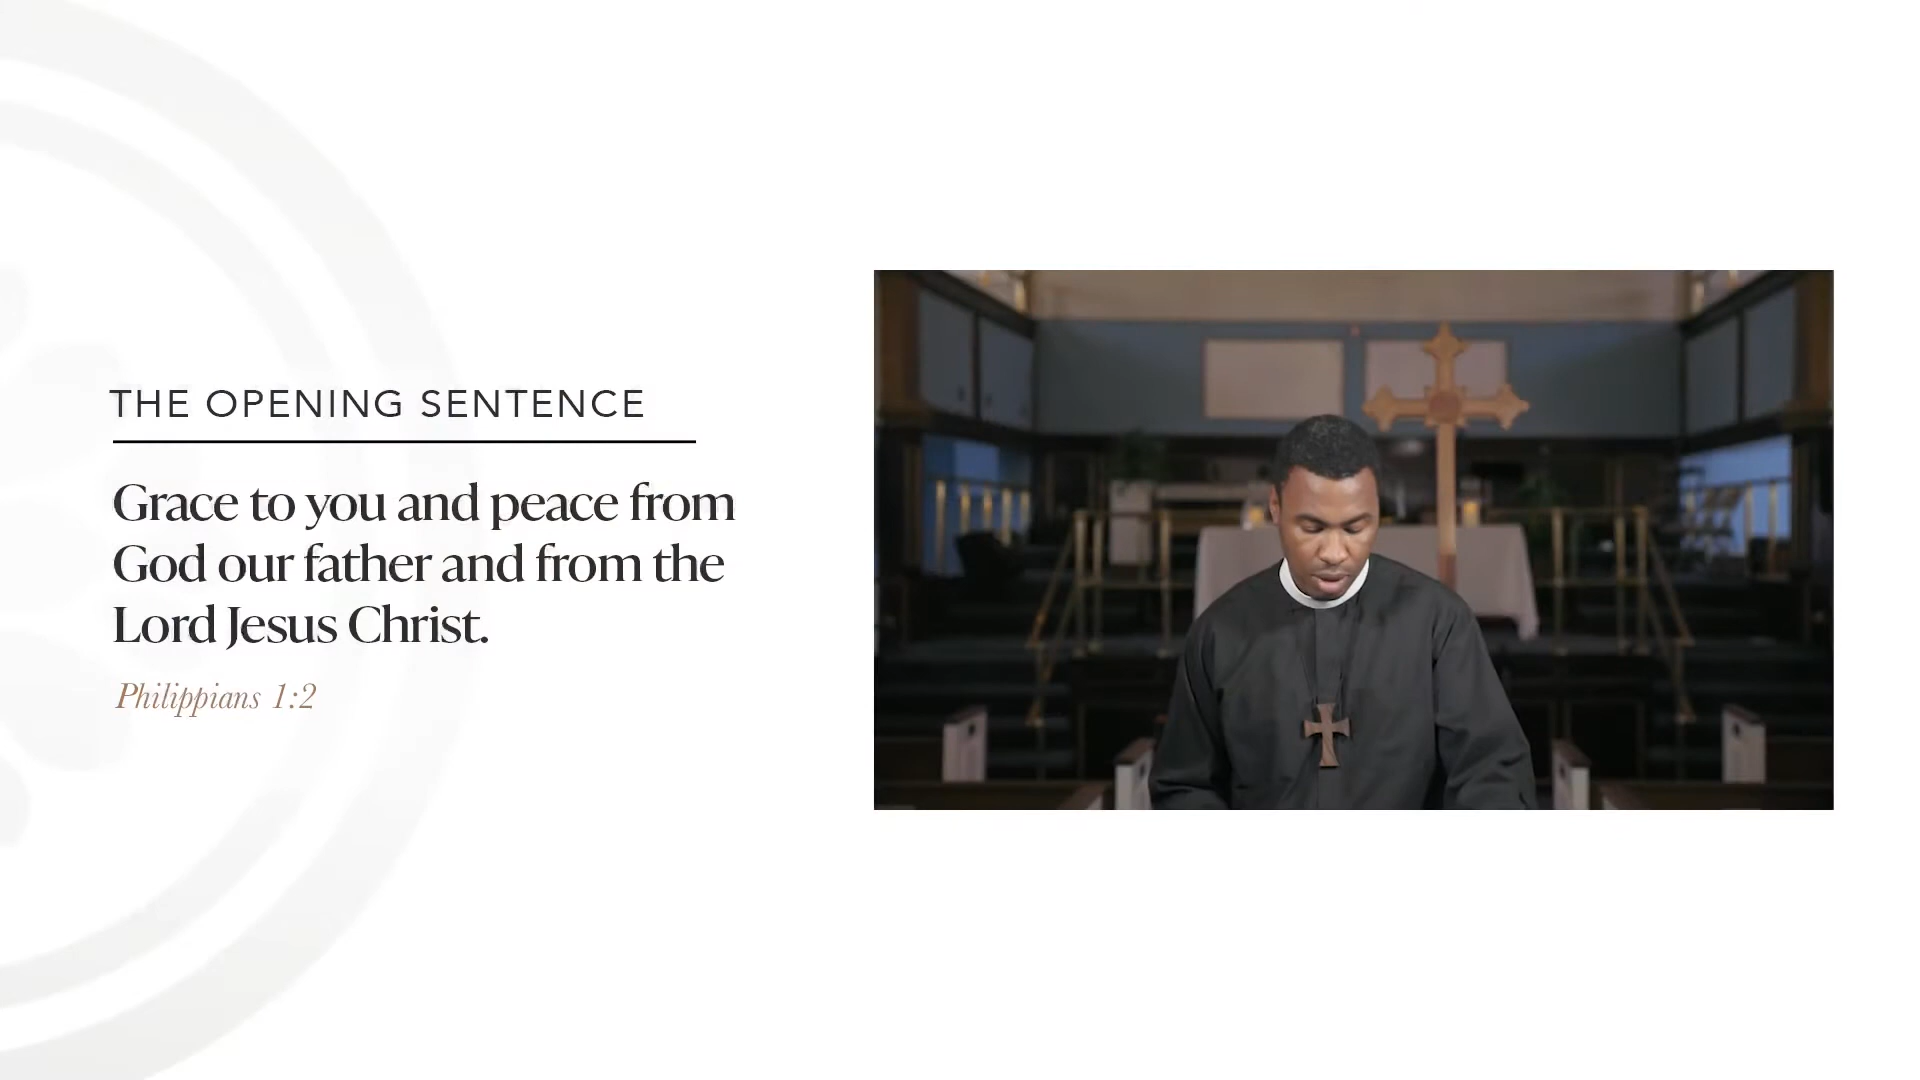 THE OPENING SENTENCE
Grace to you and peace from
God our father and from the
Lord Jesus Christ.
Philippians 1:2